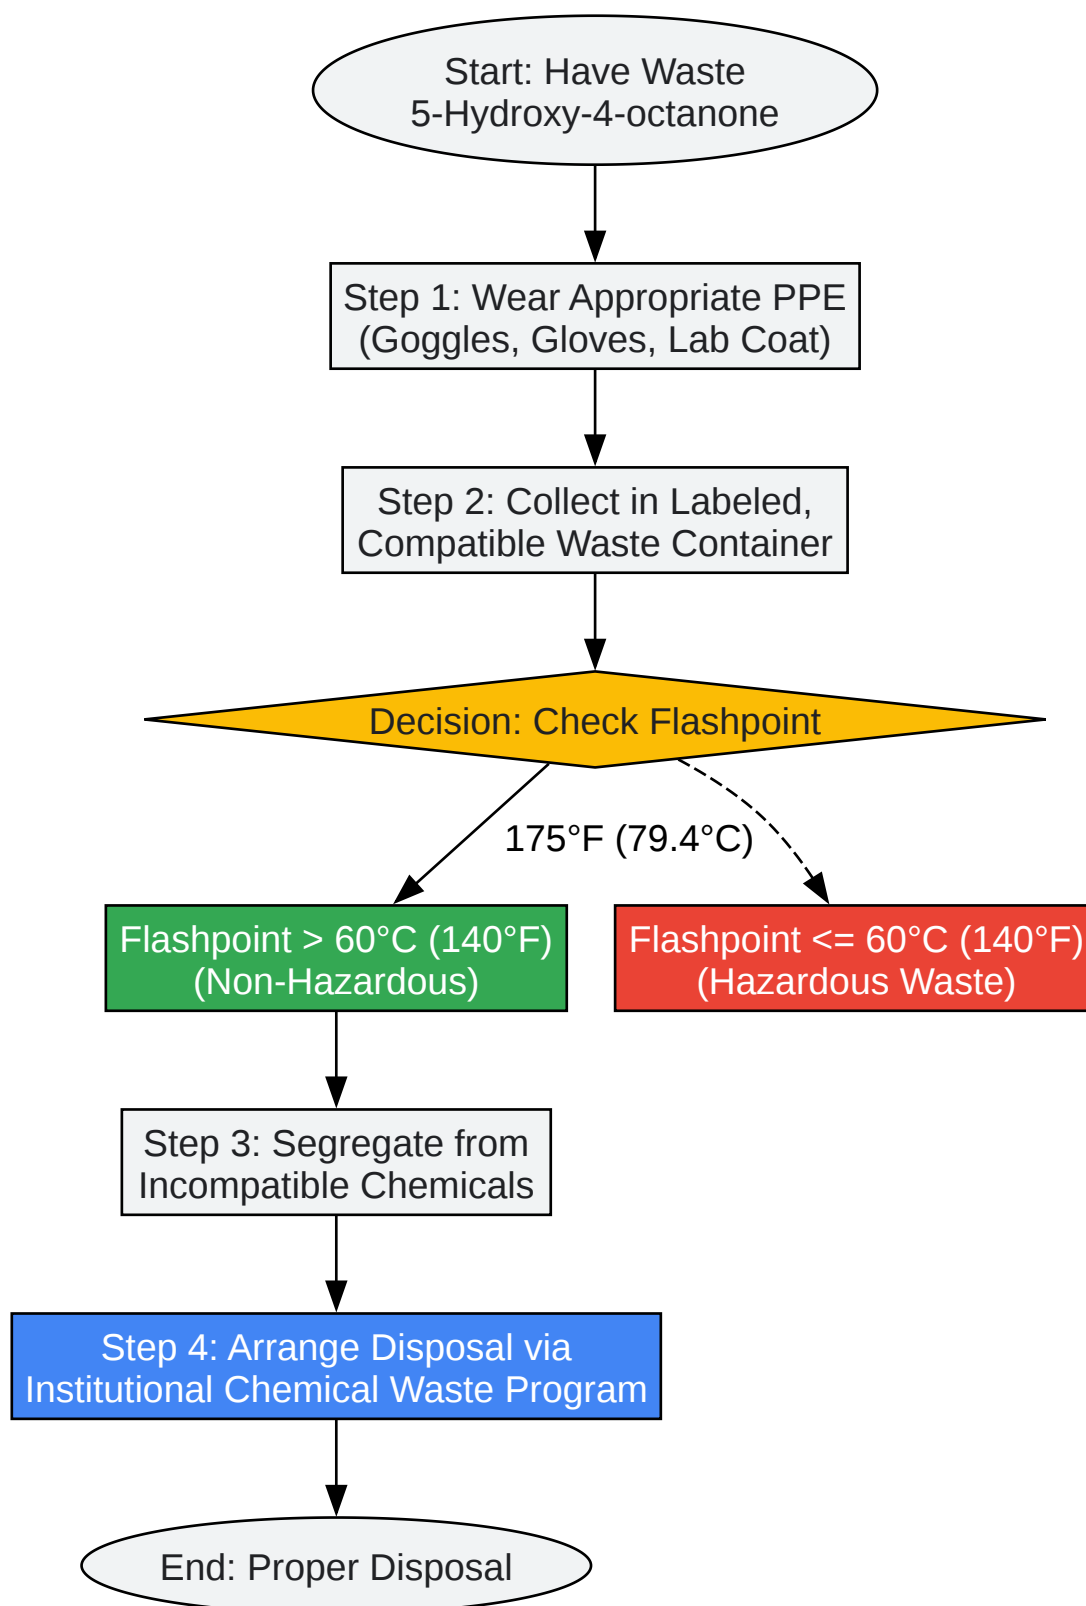 Start: Have Waste
5-Hydroxy-4-octanone
Step 1: Wear Appropriate PPE
(Goggles, Gloves, Lab Coat)
Step 2: Collect in Labeled,
Compatible Waste Container
Decision: Check Flashpoint
175°F (79.4°C)
Flashpoint > 60°C (140°F)
(Non-Hazardous)
Flashpoint <= 60°C (140°F)
(Hazardous Waste)
Step 3: Segregate from
Incompatible Chemicals
Step 4: Arrange Disposal via
Institutional Chemical Waste Program
End: Proper Disposal